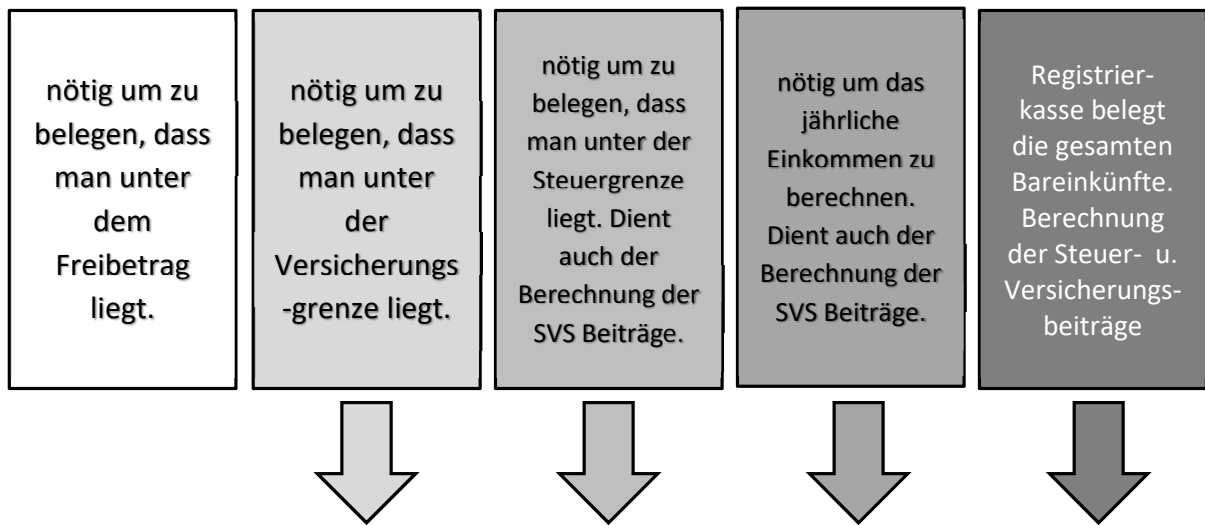 nötig um zu
belegen, dass
man unter
dem
Freibetrag
liegt.
nötig um zu
belegen, dass
man unter
der
Versicherungs
-grenze liegt.
nötig um zu
belegen, dass
man unter der
Steuergrenze
liegt. Dient
auch der
Berechnung der
SVS Beiträge.
nötig um das
jährliche
Einkommen zu
berechnen.
Dient auch der
Berechnung der
SVS Beiträge.
Registrier-
kasse belegt
die gesamten
Bareinkünfte.
Berechnung
der Steuer- u.
Versicherungs-
beiträge